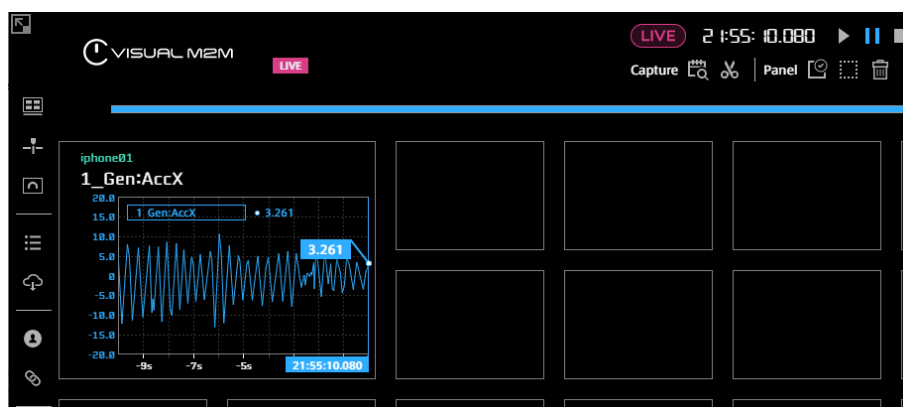 VISUAL M2M
LIVE
LIVE 21:55:10.080
Capture Panel
iphone01
1_Gen:AccX
20.0
15.0
10.0
5.0
0
-5.0
-10.0
-15.0
-20.0
1_Gen:AccX 3.261
3.261
-9s -7s -5s 21:55:10.080